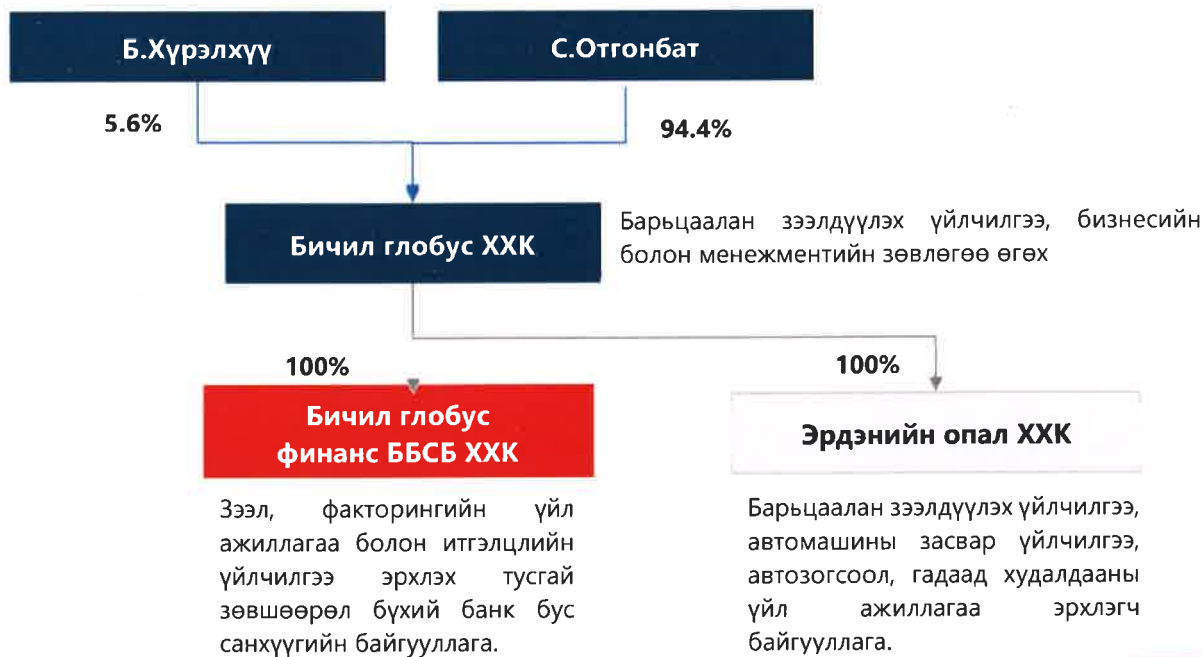 Б.Хүрэлхүү
С.Отгонбат
5.6%
94.4%
Бичил глобус ХХК
Барьцаалан зээлдүүлэх үйлчилгээ, бизнесийн
болон менежментийн зөвлөгөө өгөх
100%
100%
Бичил глобус
финанс ББСБ ХХК
Эрдэнийн опал ХХК
Зээл, факторингийн үйл
ажиллагаа болон итгэлцлийн
үйлчилгээ эрхлэх тусгай
зөвшөөрөл бүхий банк бус
санхүүгийн байгууллага.
Барьцаалан зээлдүүлэх үйлчилгээ,
автомашины засвар үйлчилгээ,
автозогсоол, гадаад худалдааны
үйл ажиллагаа эрхлэгч
байгууллага.